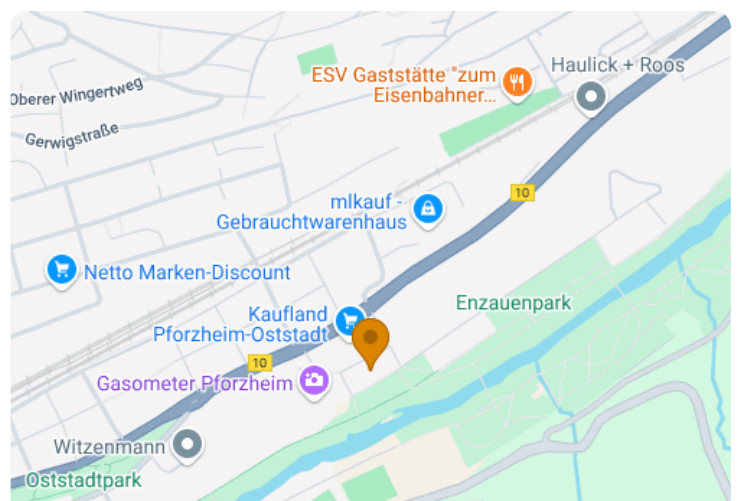 ESV Gaststätte "zum
Eisenbahner...
Haulick + Roos
Oberer Wingertweg
Gerwigstraße
mlkauf -
Gebrauchtwarenhaus
10
Netto Marken-Discount
Enzauenpark
Kaufland
Pforzheim-Oststadt
10
Gasometer Pforzheim
Witzenmann
Oststadtpark